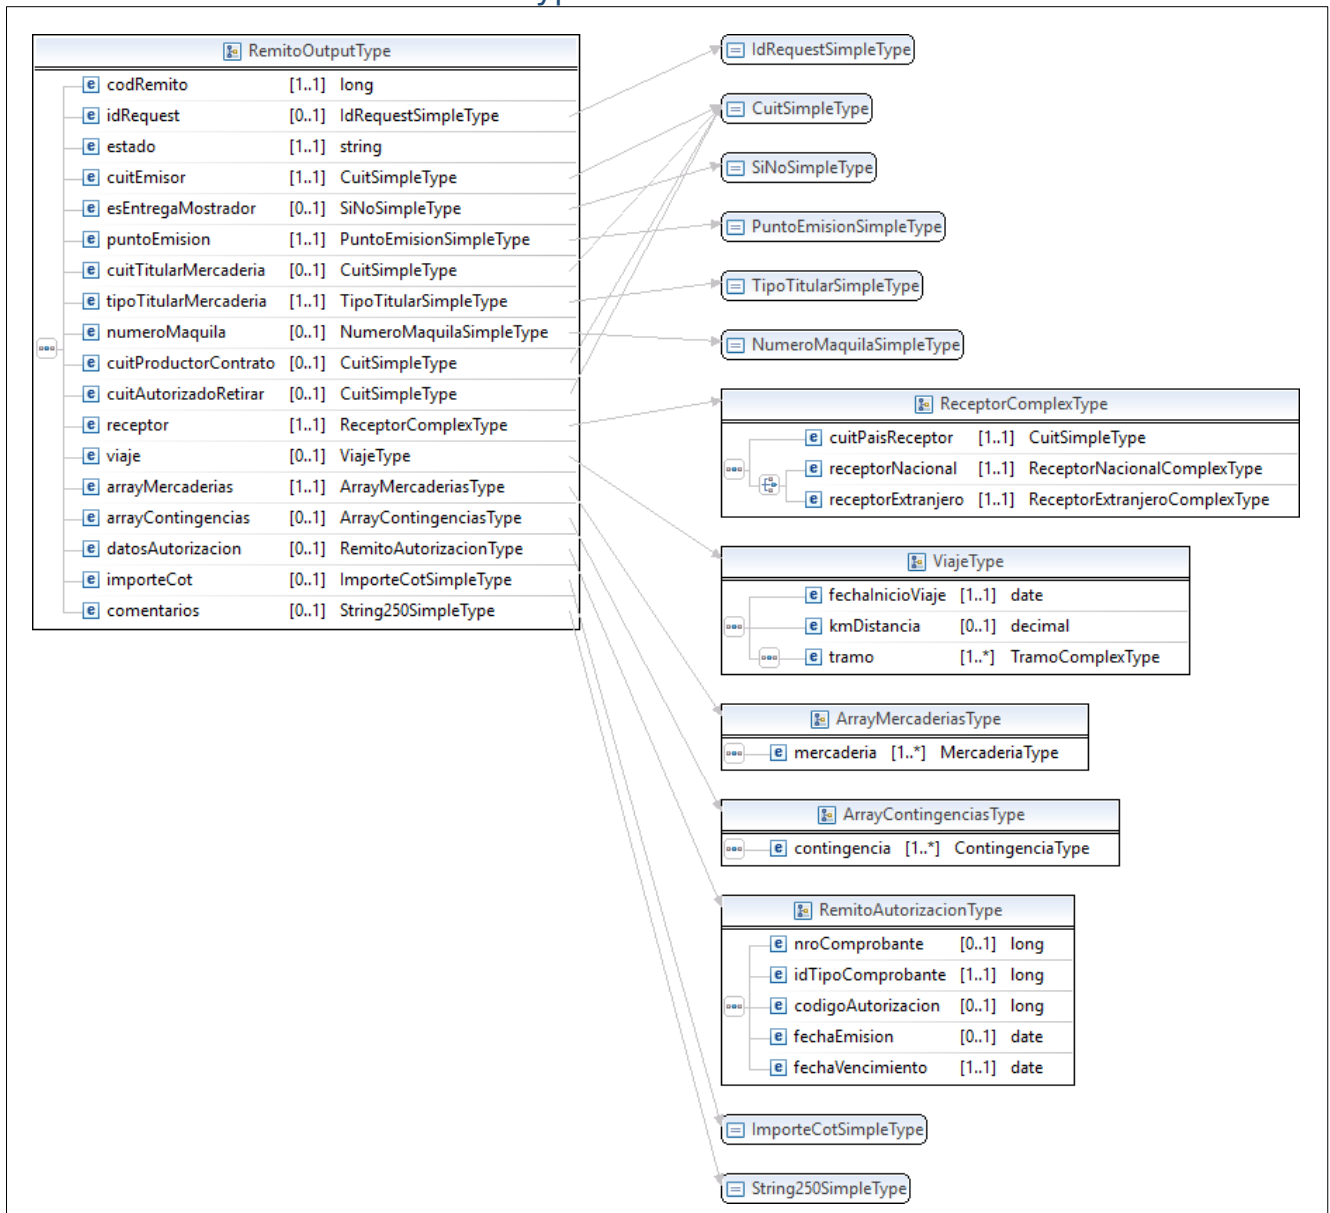 RemitoOutputType
codRemito [1..1] long
idRequest [0..1] IdRequestSimpleType
estado [1..1] string
cuitEmisor [1..1] CuitSimpleType
esEntregaMostrador [0..1] SiNoSimpleType
puntoEmision [1..1] PuntoEmisionSimpleType
cuitTitularMercaderia [0..1] CuitSimpleType
tipoTitularMercaderia [1..1] TipoTitularSimpleType
numeroMaquila [0..1] NumeroMaquilaSimpleType
cuitProductorContrato [0..1] CuitSimpleType
cuitAutorizadoRetirar [0..1] CuitSimpleType
receptor [1..1] ReceptorComplexType
viaje [0..1] ViajeType
arrayMercaderias [1..1] ArrayMercaderiasType
arrayContingencias [0..1] ArrayContingenciasType
datosAutorizacion [0..1] RemitoAutorizacionType
importeCot [0..1] ImporteCotSimpleType
comentarios [0..1] String250SimpleType
IdRequestSimpleType
CuitSimpleType
SiNoSimpleType
PuntoEmisionSimpleType
TipoTitularSimpleType
NumeroMaquilaSimpleType
ReceptorComplexType
cuitPaisReceptor [1..1] CuitSimpleType
receptorNacional [1..1] ReceptorNacionalComplexType
receptorExtranjero [1..1] ReceptorExtranjeroComplexType
ViajeType
fechaInicioViaje [1..1] date
kmDistancia [0..1] decimal
tramo [1..*] TramoComplexType
ArrayMercaderiasType
mercaderia [1..*] MercaderiaType
ArrayContingenciasType
contingencia [1..*] ContingenciaType
RemitoAutorizacionType
nroComprobante [0..1] long
idTipoComprobante [1..1] long
codigoAutorizacion [0..1] long
fechaEmision [0..1] date
fechaVencimiento [1..1] date
ImporteCotSimpleType
String250SimpleType